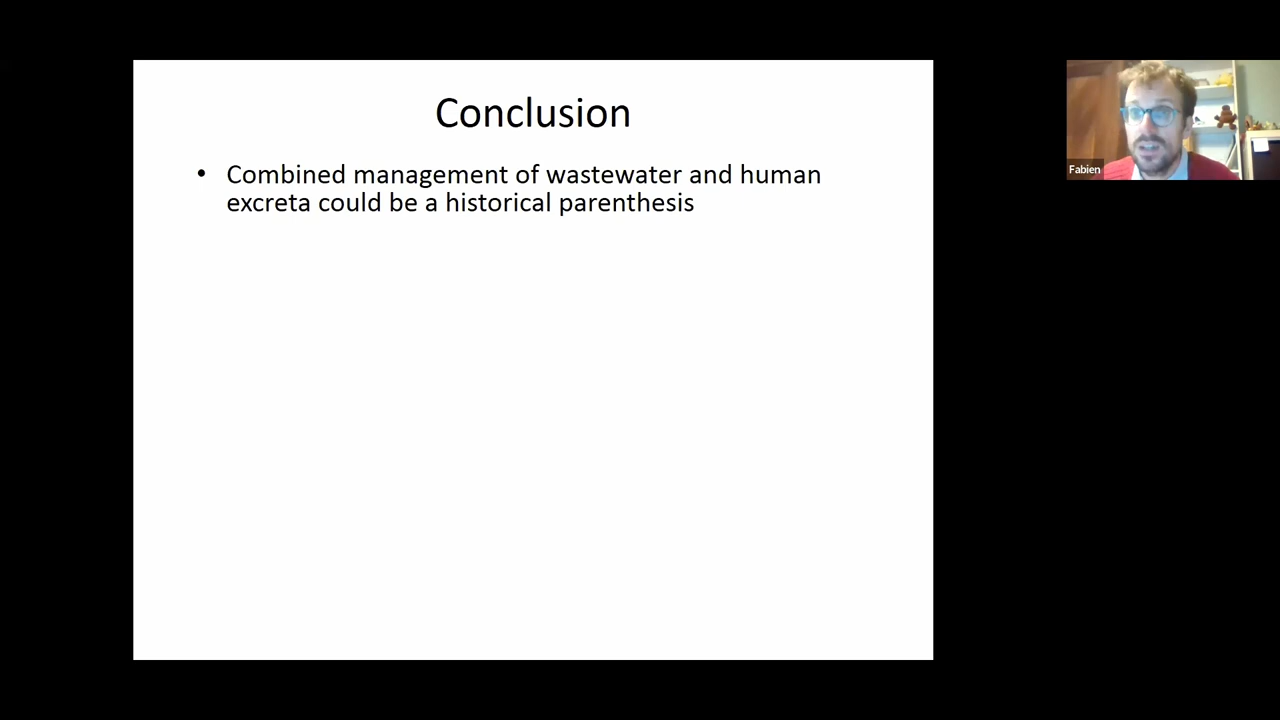 Conclusion
• Combined management of wastewater and human
excreta could be a historical parenthesis
Fabien